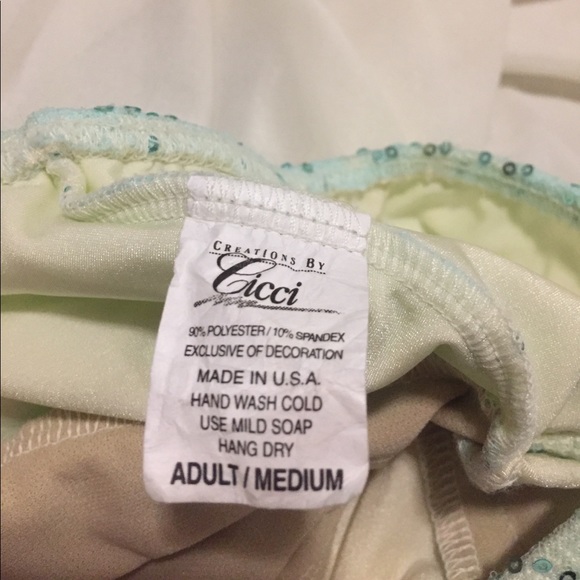 CREATIONS BY
Cicci
90% POLYESTER / 10% SPANDEX
EXCLUSIVE OF DECORATION
MADE IN U.S.A.
HAND WASH COLD
USE MILD SOAP
HANG DRY
ADULT / MEDIUM